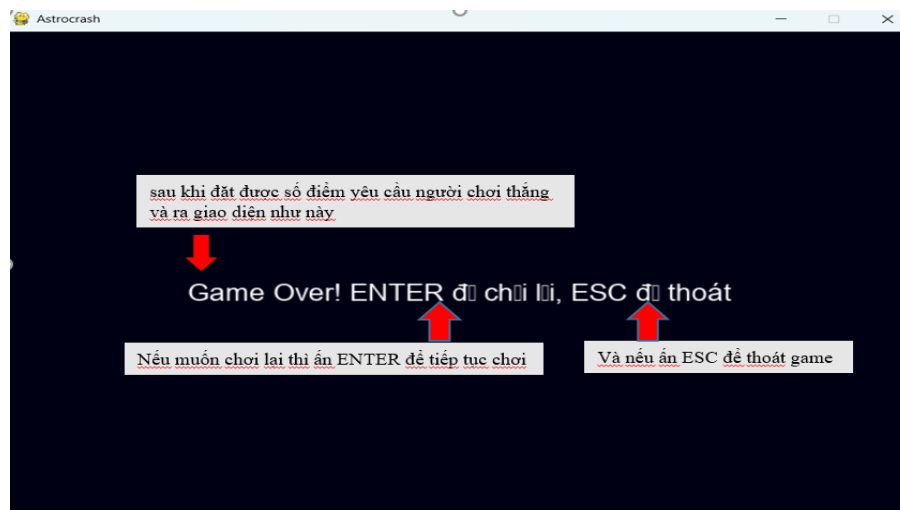 Astrocrash
sau khi đặt được số điểm yêu cầu người chơi thắng
và ra giao diện như này
Game Over! ENTER đ▯ ch▯i l▯i, ESC đ▯ thoát
Nếu muốn chơi lại thì ấn ENTER để tiếp tục chơi
Và nếu ấn ESC để thoát game